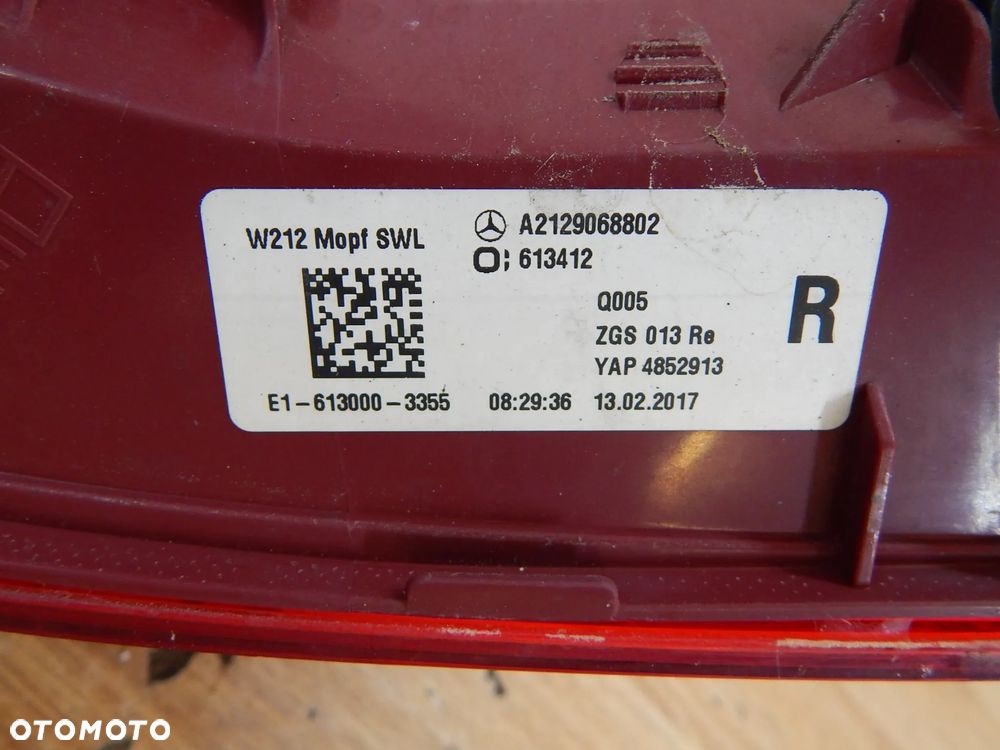 W212 Mopf SWL
A2129068802
613412
Q005
R
ZGS 013 Re
YAP 4852913
E1-613000-3355 08:29:36 13.02.2017
OTOMOTO